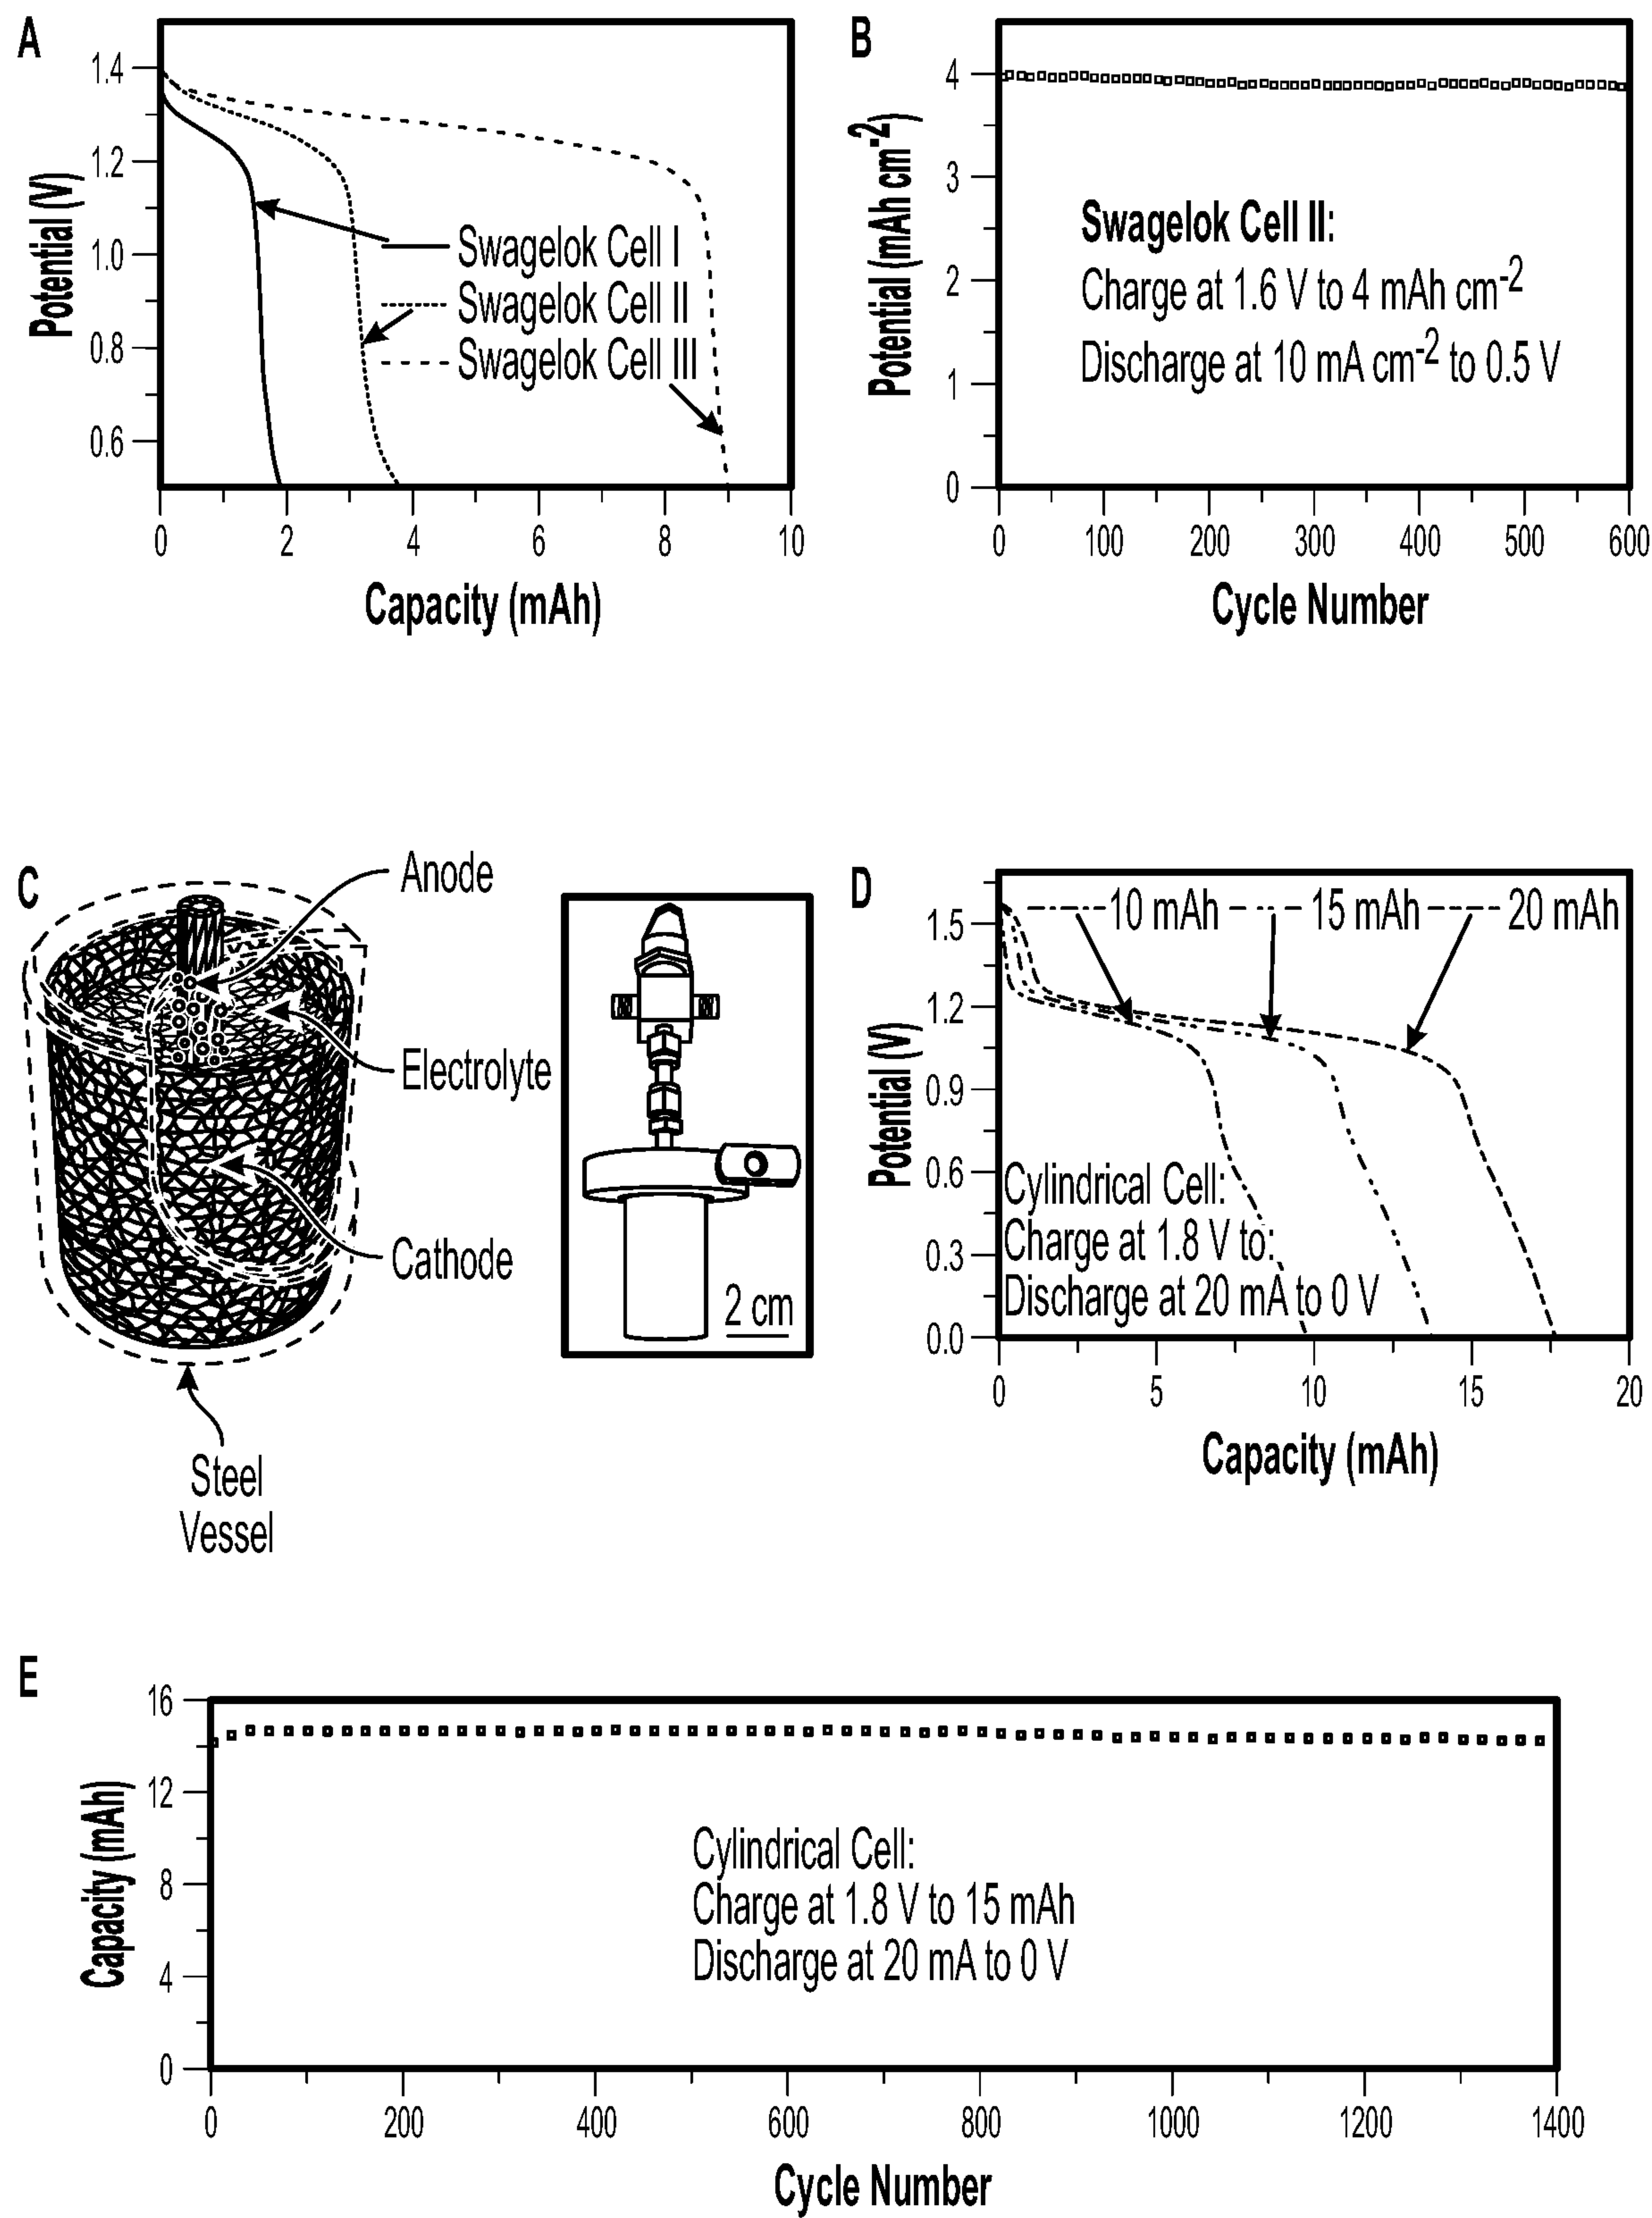 A
1.4
1.2
1.0
0.8
0.6
Potential (V)
Swagelok Cell I
Swagelok Cell II
Swagelok Cell III
0 2 4 6 8 10
Capacity (mAh)
B
4
3
2
1
0
Potential (mAh cm-2)
Swagelok Cell II:
Charge at 1.6 V to 4 mAh cm-2
Discharge at 10 mA cm-2 to 0.5 V
0 100 200 300 400 500 600
Cycle Number
C
Anode
Electrolyte
Cathode
Steel
Vessel
2 cm
D
10 mAh 15 mAh 20 mAh
1.5
1.2
0.9
0.6
0.3
0.0
Potential (V)
Cylindrical Cell:
Charge at 1.8 V to:
Discharge at 20 mA to 0 V
0 5 10 15 20
Capacity (mAh)
E
16
12
8
4
0
Capacity (mAh)
Cylindrical Cell:
Charge at 1.8 V to 15 mAh
Discharge at 20 mA to 0 V
0 200 400 600 800 1000 1200 1400
Cycle Number